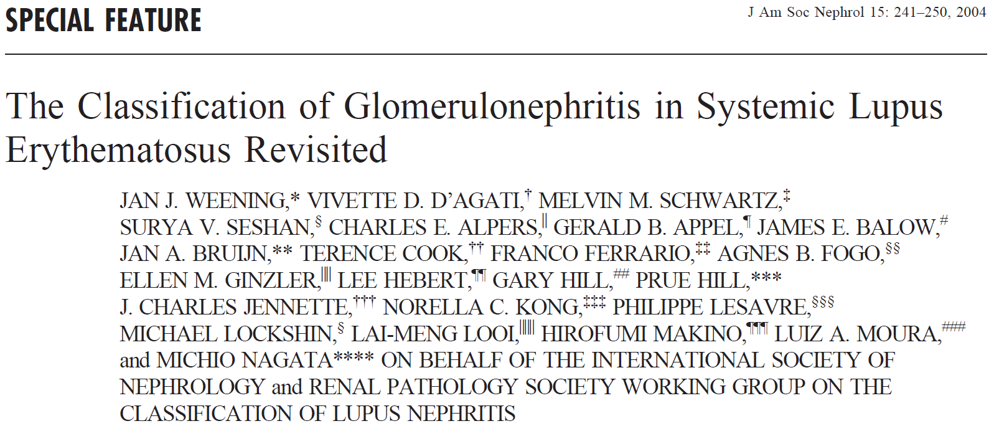 SPECIAL FEATURE
J Am Soc Nephrol 15: 241–250, 2004
The Classification of Glomerulonephritis in Systemic Lupus
Erythematosus Revisited
JAN J. WEENING,* VIVETTE D. D’AGATI,† MELVIN M. SCHWARTZ,‡
SURYA V. SESHAN,§ CHARLES E. ALPERS,‖ GERALD B. APPEL,¶ JAMES E. BALOW,#
JAN A. BRUIJN,** TERENCE COOK,†† FRANCO FERRARIO,‡‡ AGNES B. FOGO,§§
ELLEN M. GINZLER,‖‖ LEE HEBERT,¶¶ GARY HILL,## PRUE HILL,***
J. CHARLES JENNETTE,††† NORELLA C. KONG,‡‡‡ PHILIPPE LESAVRE,§§§
MICHAEL LOCKSHIN,§ LAI-MENG LOOI,‖‖‖ HIROFUMI MAKINO,¶¶¶ LUIZ A. MOURA,###
and MICHIO NAGATA**** ON BEHALF OF THE INTERNATIONAL SOCIETY OF
NEPHROLOGY and RENAL PATHOLOGY SOCIETY WORKING GROUP ON THE
CLASSIFICATION OF LUPUS NEPHRITIS